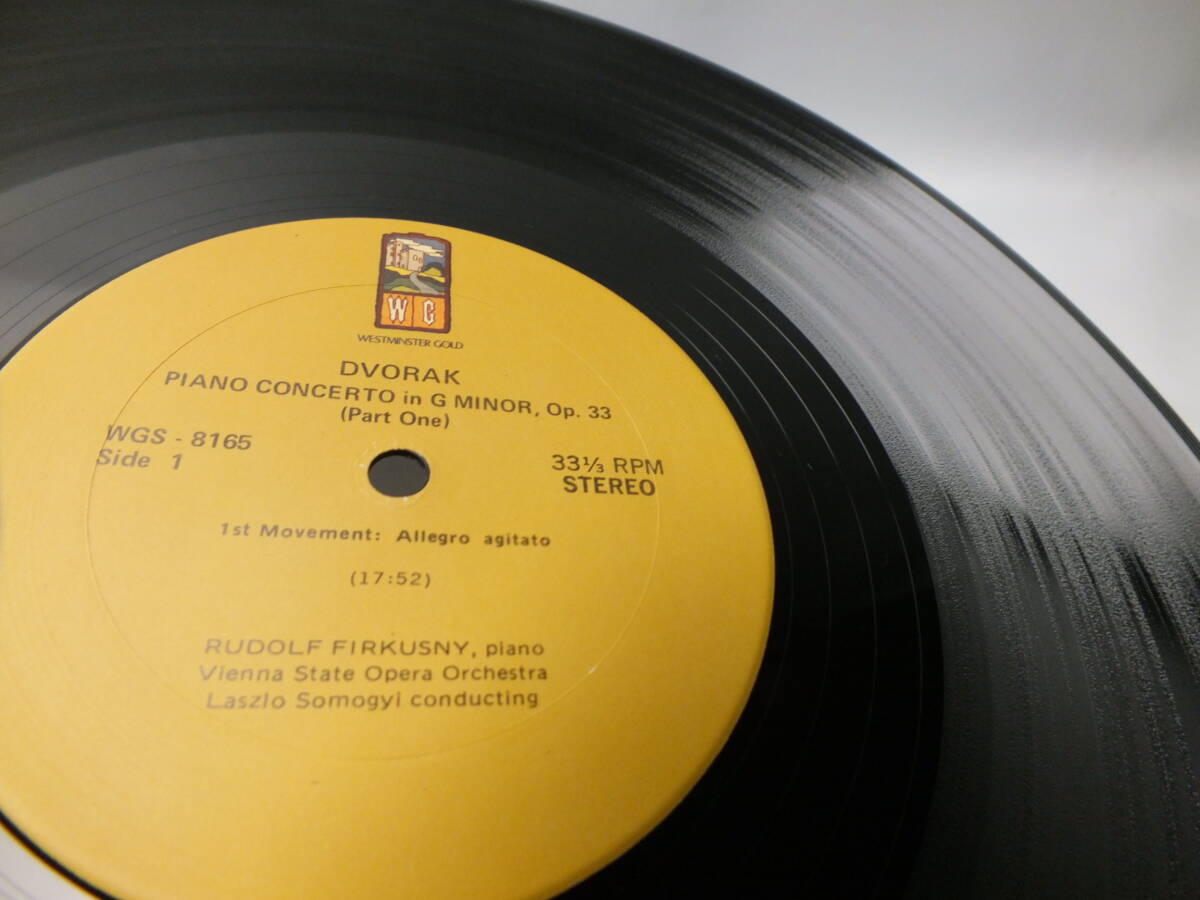 W G
WESTMINSTER GOLD
DVORAK
PIANO CONCERTO in G MINOR, Op. 33
(Part One)
WGS - 8165
Side 1
33⅓ RPM
STEREO
1st Movement: Allegro agitato
(17:52)
RUDOLF FIRKUSNY, piano
Vienna State Opera Orchestra
Laszlo Somogyi conducting